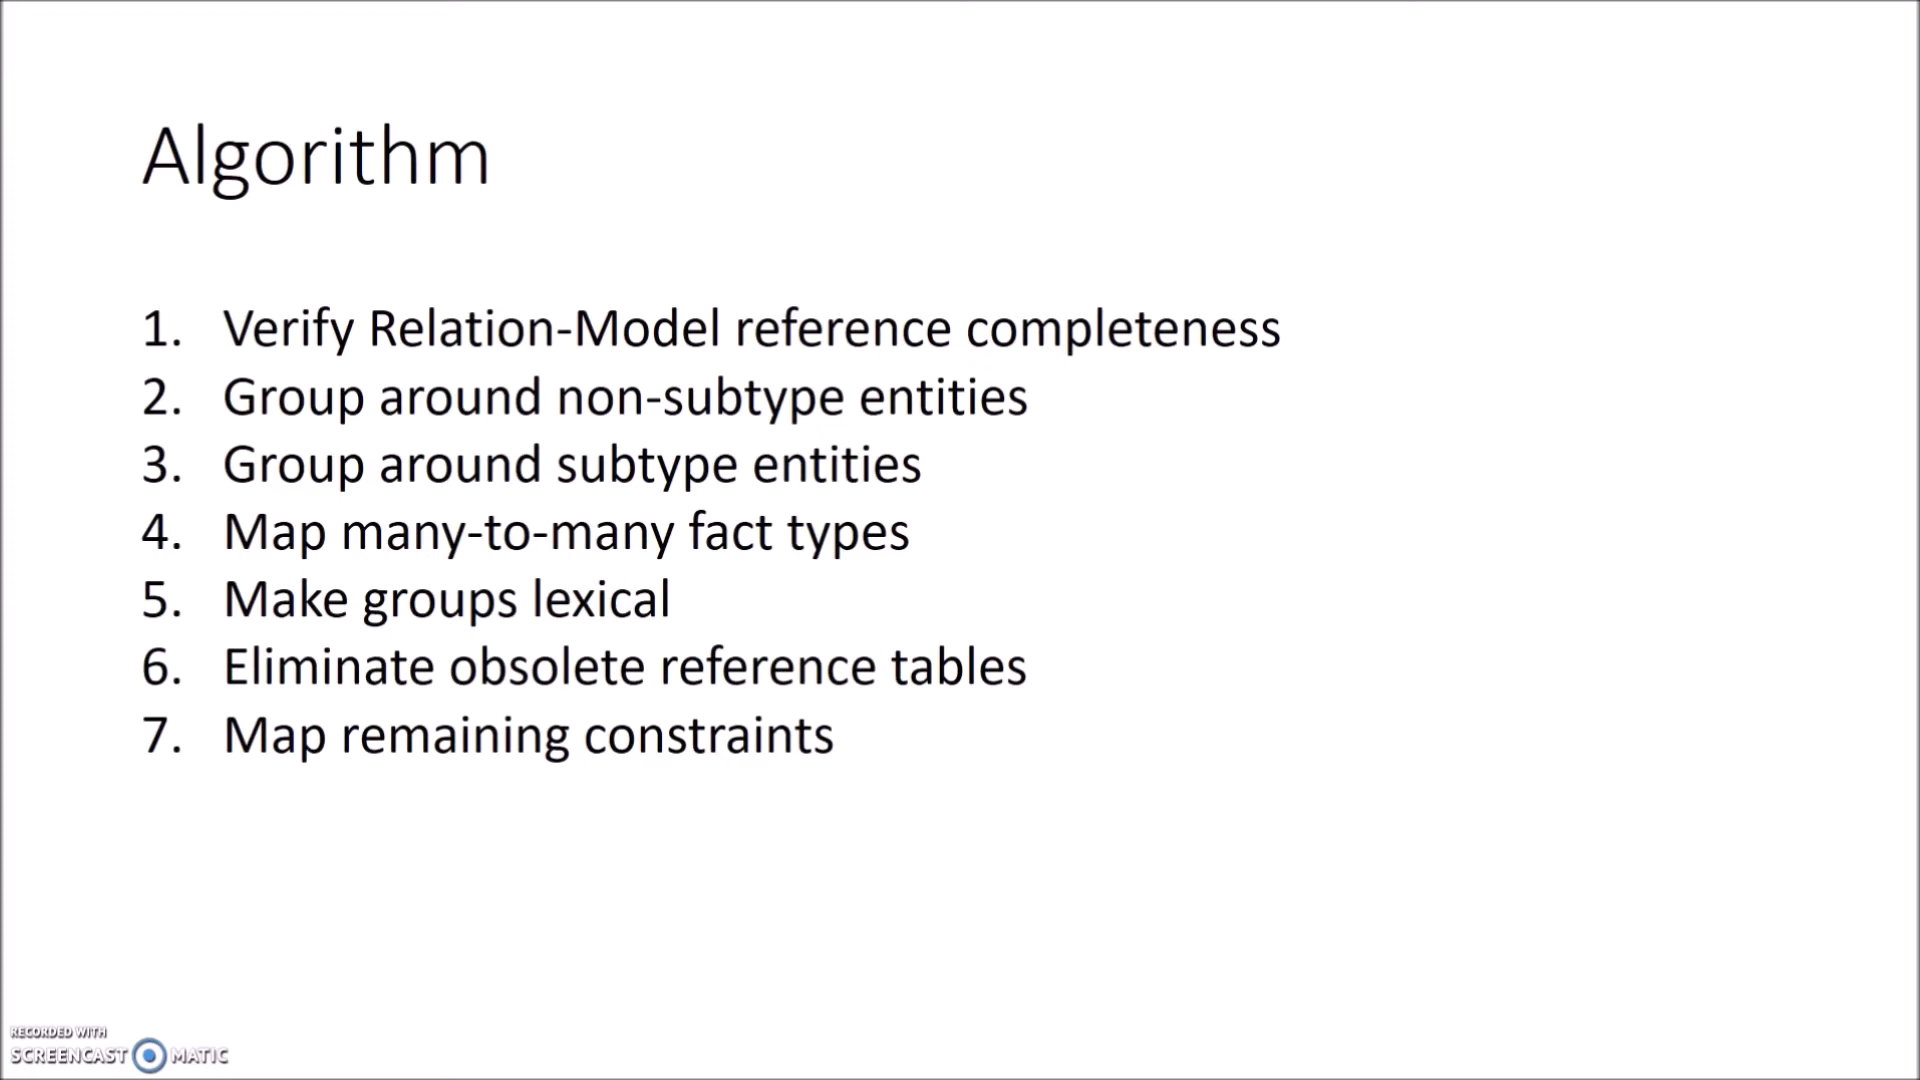 Algorithm
1. Verify Relation-Model reference completeness
2. Group around non-subtype entities
3. Group around subtype entities
4. Map many-to-many fact types
5. Make groups lexical
6. Eliminate obsolete reference tables
7. Map remaining constraints
RECORDED WITH
SCREENCAST MATIC